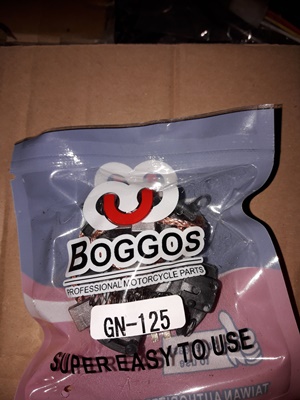 BOGGOS
PROFESSIONAL MOTORCYCLE PARTS
GN-125
SUPER EASY TO USE